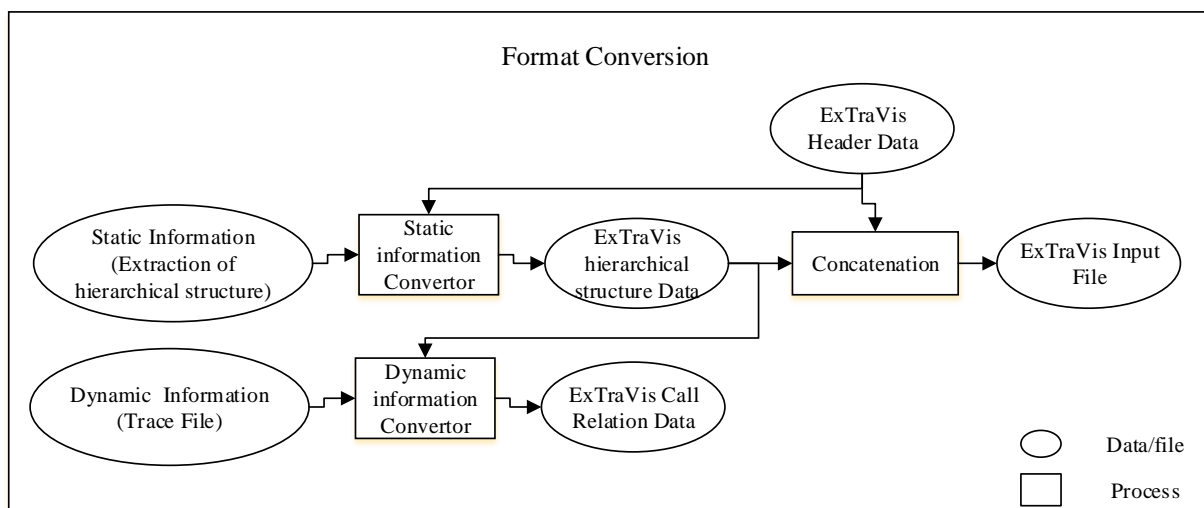 Format Conversion
ExTraVis
Header Data
Static Information
(Extraction of
hierarchical structure)
Static
information
Convertor
ExTraVis
hierarchical
structure Data
Concatenation
ExTraVis Input
File
Dynamic Information
(Trace File)
Dynamic
information
Convertor
ExTraVis Call
Relation Data
Data/file
Process